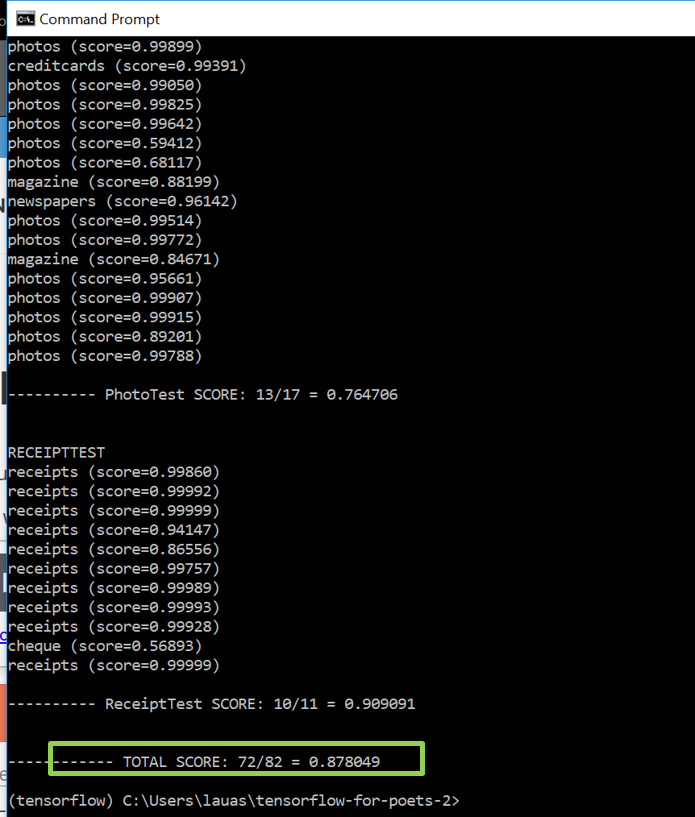 Command Prompt
photos (score=0.99899)
creditcards (score=0.99391)
photos (score=0.99050)
photos (score=0.99825)
photos (score=0.99642)
photos (score=0.59412)
photos (score=0.68117)
magazine (score=0.88199)
newspapers (score=0.96142)
photos (score=0.99514)
photos (score=0.99772)
magazine (score=0.84671)
photos (score=0.95661)
photos (score=0.99907)
photos (score=0.99915)
photos (score=0.89201)
photos (score=0.99788)
---------- PhotoTest SCORE: 13/17 = 0.764706
RECEIPTTEST
receipts (score=0.99860)
receipts (score=0.99992)
receipts (score=0.99999)
receipts (score=0.94147)
receipts (score=0.86556)
receipts (score=0.99757)
receipts (score=0.99989)
receipts (score=0.99993)
receipts (score=0.99928)
cheque (score=0.56893)
receipts (score=0.99999)
---------- ReceiptTest SCORE: 10/11 = 0.909091
------------ TOTAL SCORE: 72/82 = 0.878049
(tensorflow) C:\Users\lauas\tensorflow-for-poets-2>